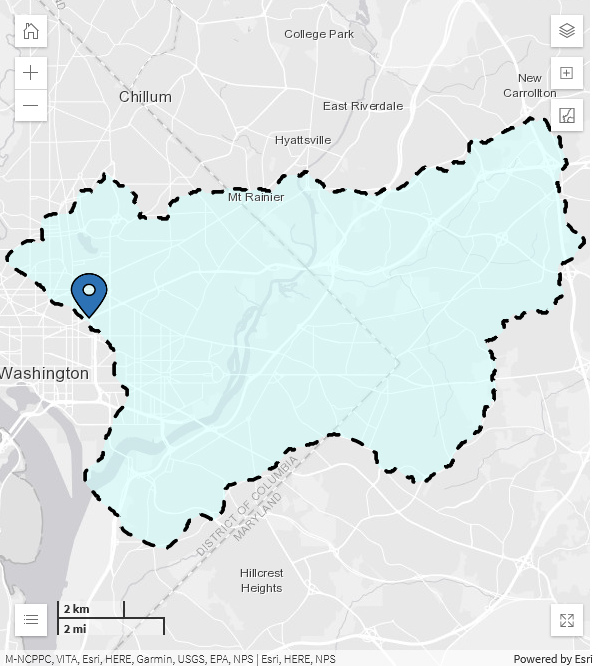 College Park
New
Carrollton
Chillum
East Riverdale
Hyattsville
Mt Rainier
Washington
DISTRICT OF COLUMBIA
MARYLAND
Hillcrest
Heights
2 km
2 mi
M-NCPPC, VITA, Esri, HERE, Garmin, USGS, EPA, NPS | Esri, HERE, NPS
Powered by Esri